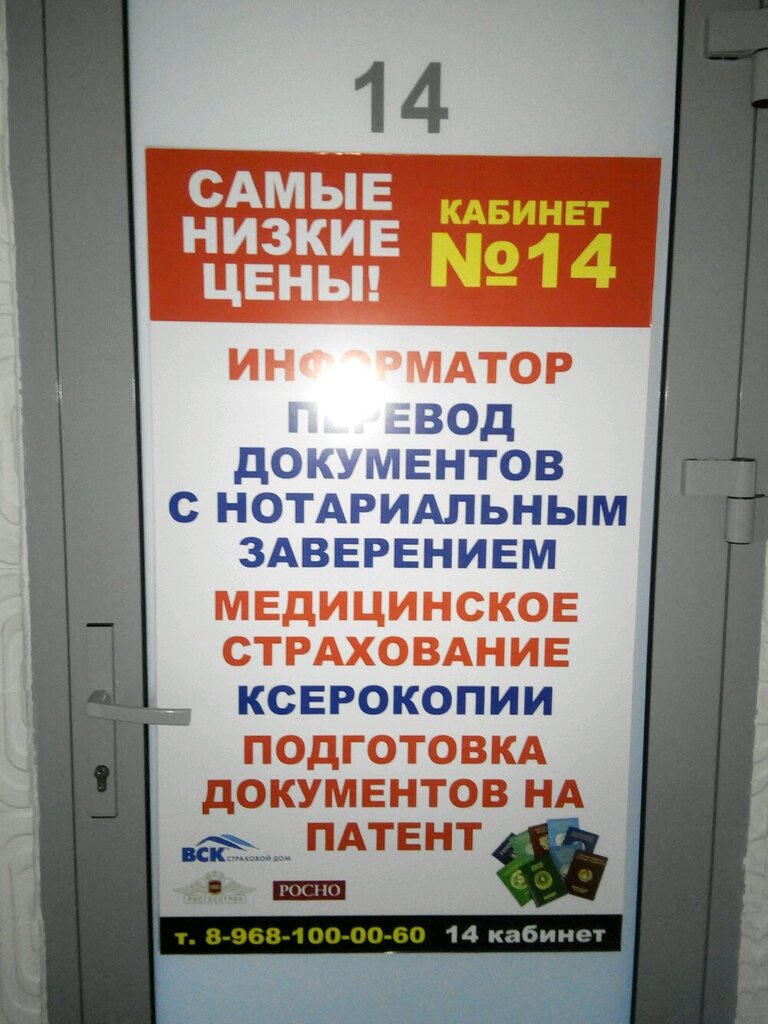 14
САМЫЕ
НИЗКИЕ
ЦЕНЫ!
КАБИНЕТ
№14
ИНФОРМАТОР
ПЕРЕВОД
ДОКУМЕНТОВ
С НОТАРИАЛЬНЫМ
ЗАВЕРЕНИЕМ
МЕДИЦИНСКОЕ
СТРАХОВАНИЕ
КСЕРОКОПИИ
ПОДГОТОВКА
ДОКУМЕНТОВ НА
ПАТЕНТ
ВСК СТРАХОВОЙ ДОМ
РОСГОССТРАХ
РОСНО
т. 8-968-100-00-60 14 кабинет